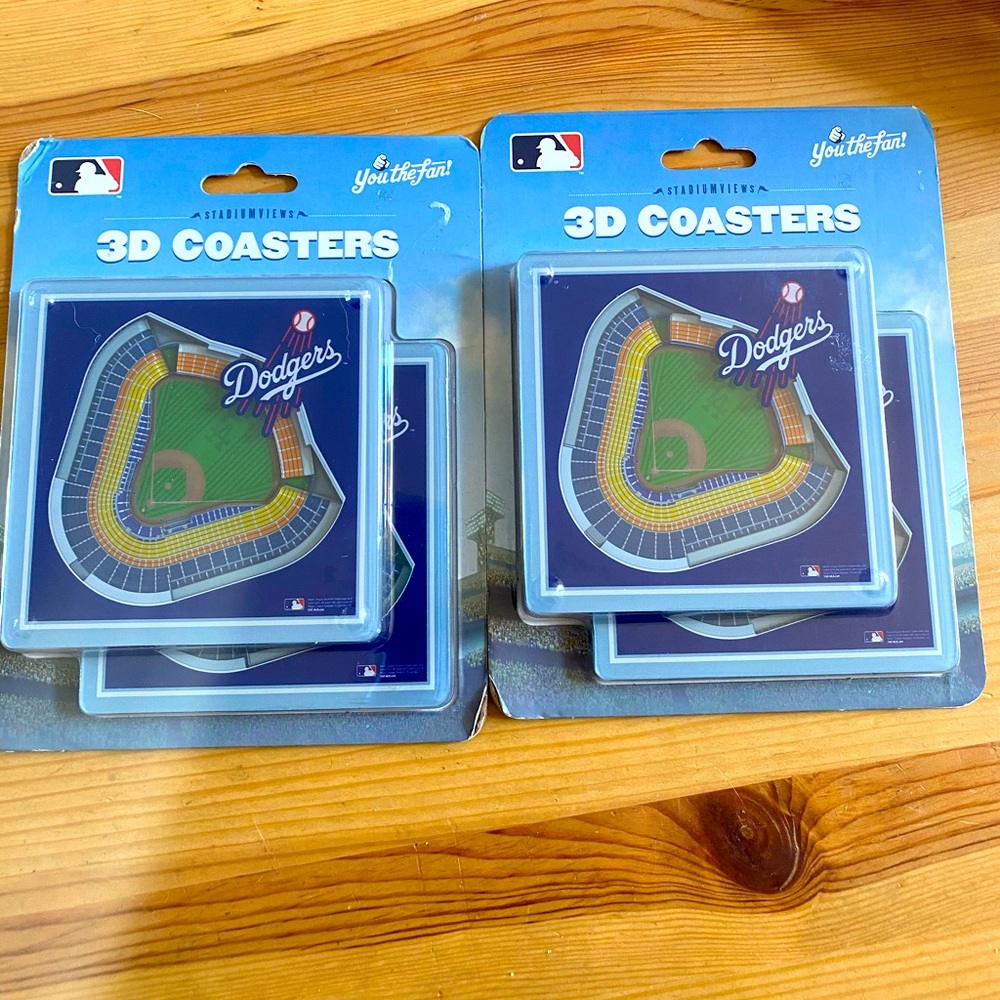 You the Fan!
STADIUMVIEWS
3D COASTERS
Dodgers
You the Fan!
STADIUMVIEWS
3D COASTERS
Dodgers